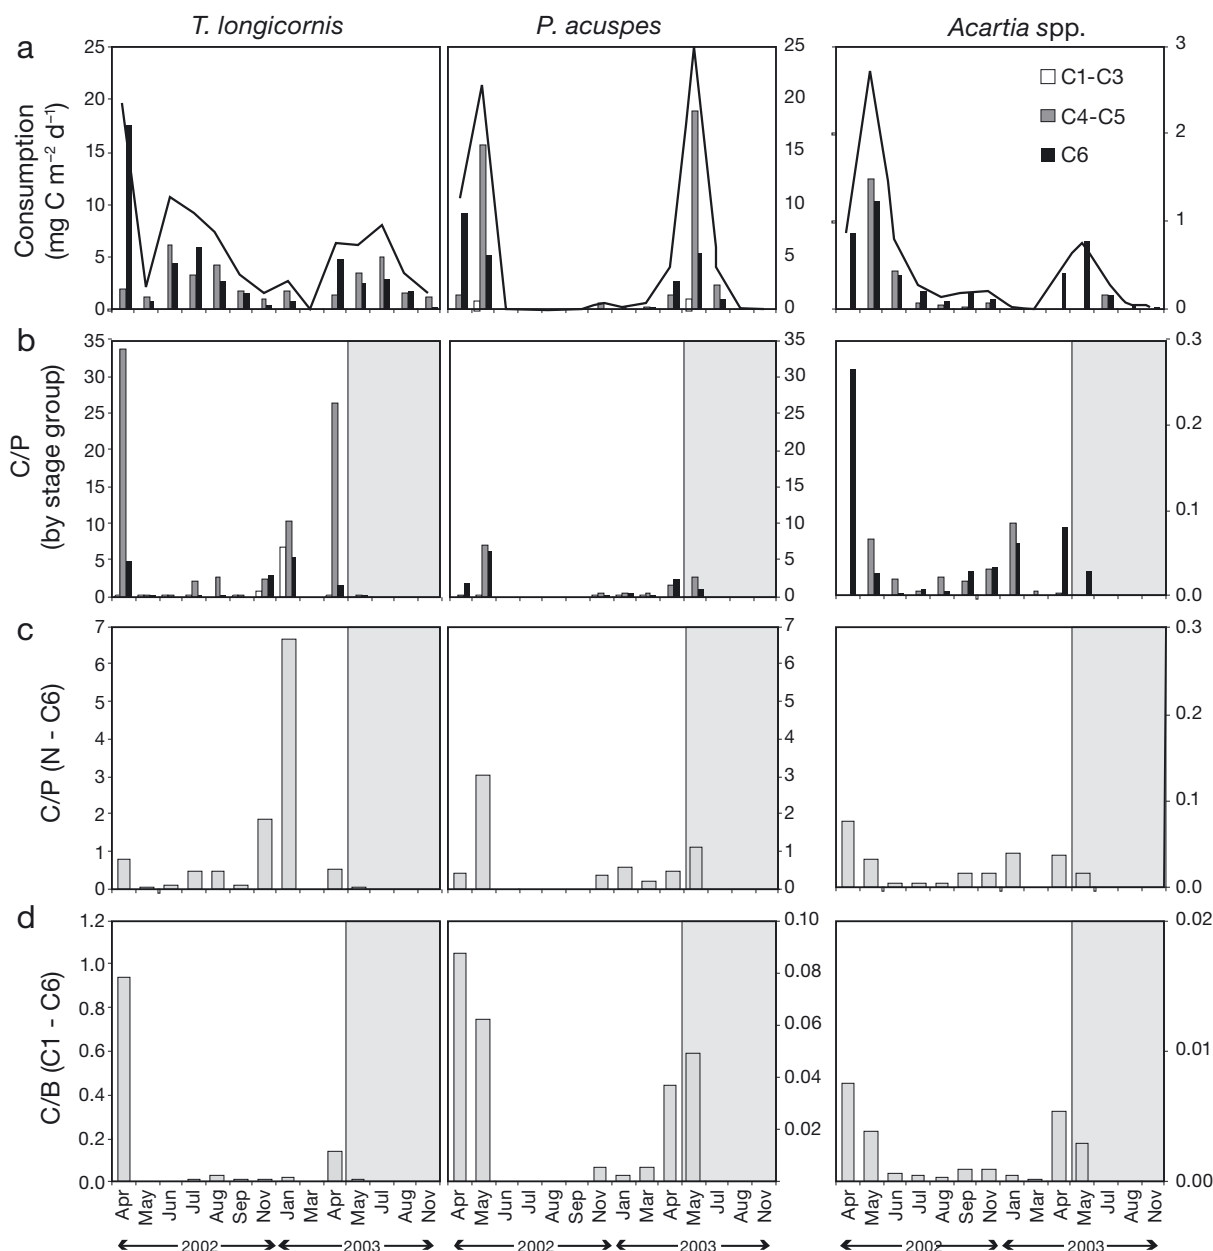 T. longicornis P. acuspes Acartia spp.
a
Consumption
(mg C m⁻² d⁻¹)
25 20 15 10 5 0
25 20 15 10 5 0
3 2 1 0
C1-C3
C4-C5
C6
b
C/P
(by stage group)
35 30 25 20 15 10 5 0
35 30 25 20 15 10 5 0
0.3 0.2 0.1 0.0
c
C/P (N - C6)
7 6 5 4 3 2 1 0
7 6 5 4 3 2 1 0
0.3 0.2 0.1 0.0
d
C/B (C1 - C6)
1.2 1.0 0.8 0.6 0.4 0.2 0.0
0.10 0.08 0.06 0.04 0.02
0.02 0.01 0.00
Apr May Jun Jul Aug Sep Nov Jan Mar Apr May Jul Aug Nov
Apr May Jun Jul Aug Sep Nov Jan Mar Apr May Jul Aug Nov
Apr May Jun Jul Aug Sep Nov Jan Mar Apr May Jul Aug Nov
2002 2003 2002 2003 2002 2003